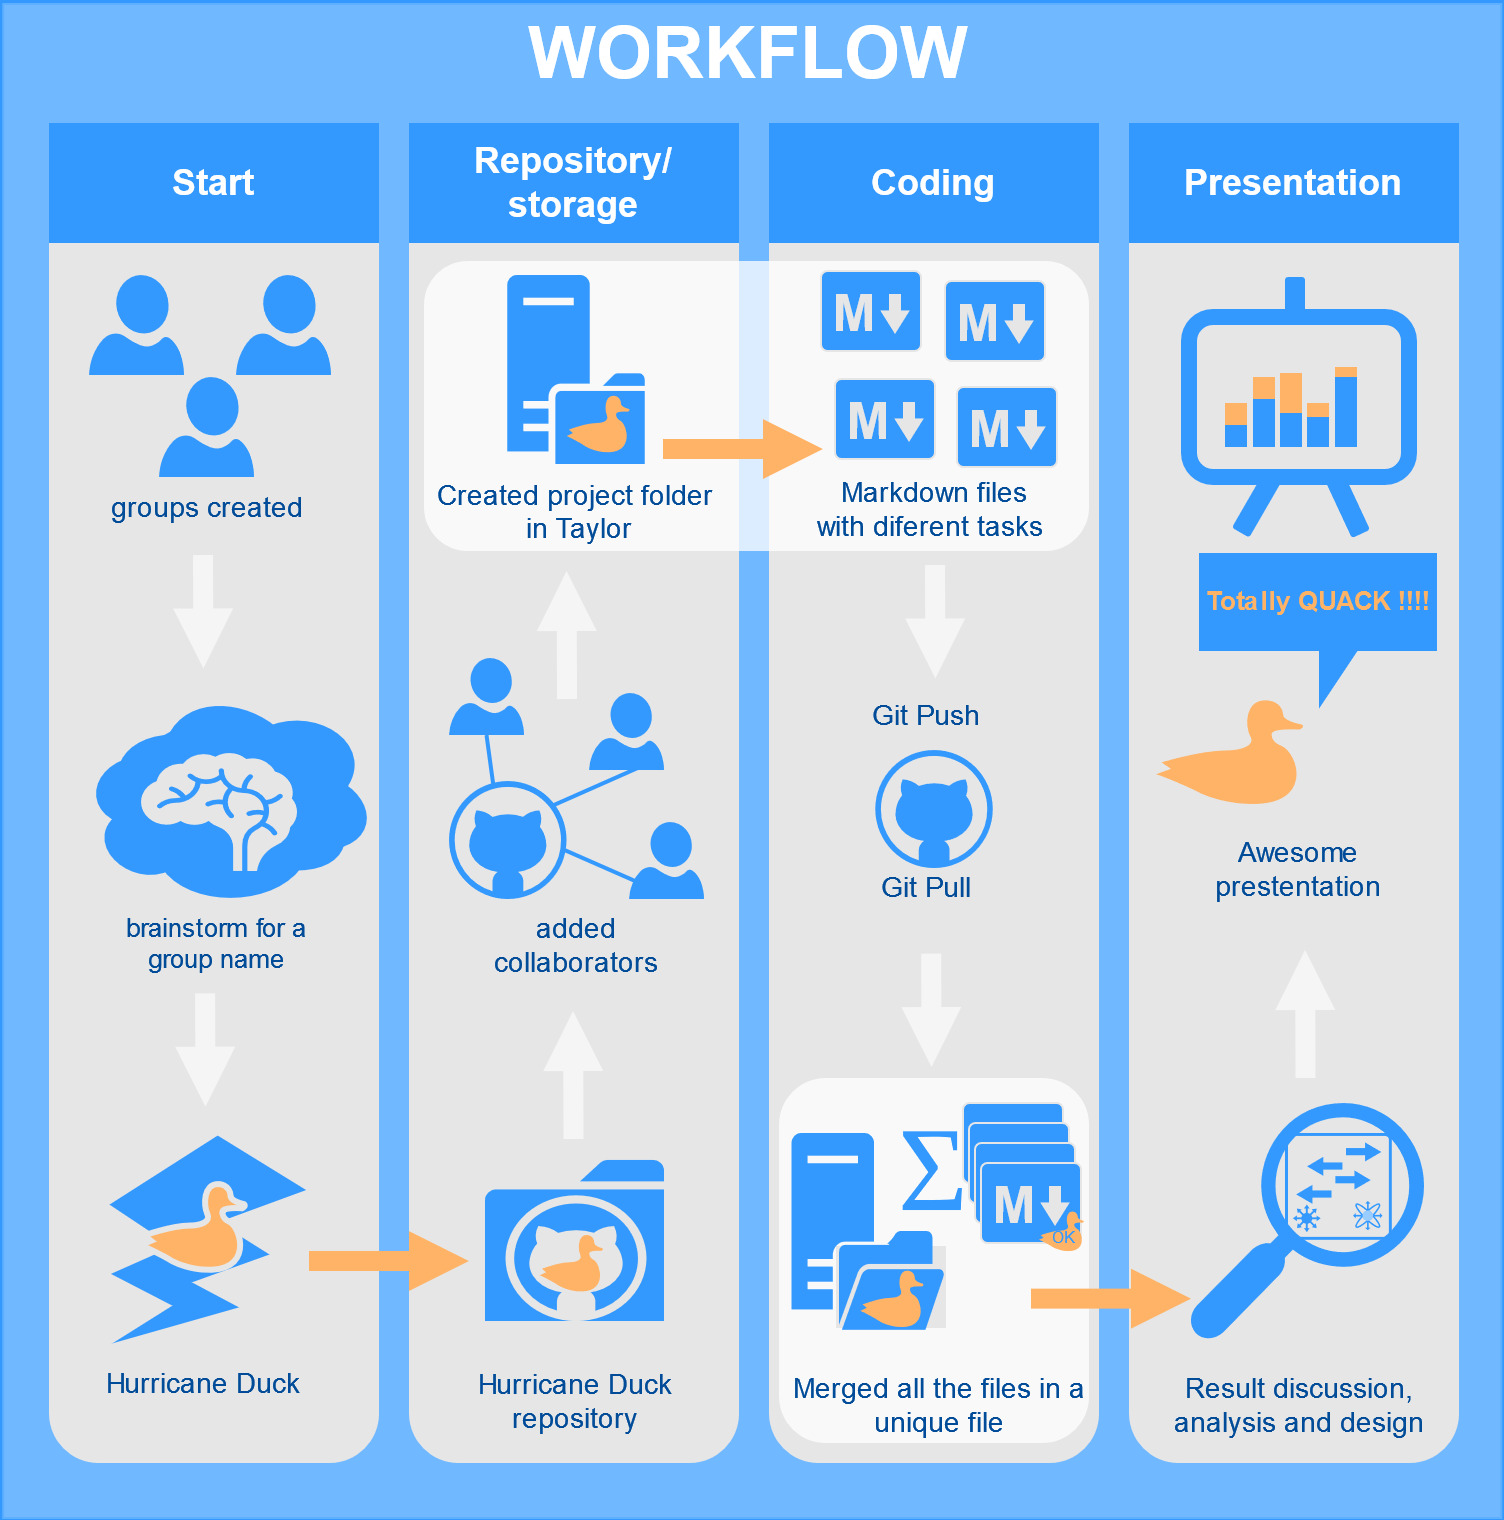 WORKFLOW
Start
groups created
brainstorm for a
group name
Hurricane Duck
Repository/
storage
Created project folder
in Taylor
added
collaborators
Hurricane Duck
repository
Coding
M
M
M
M
Markdown files
with diferent tasks
Git Push
Git Pull
Σ
M
OK
Merged all the files in a
unique file
Presentation
Totally QUACK !!!!
Awesome
prestentation
Result discussion,
analysis and design